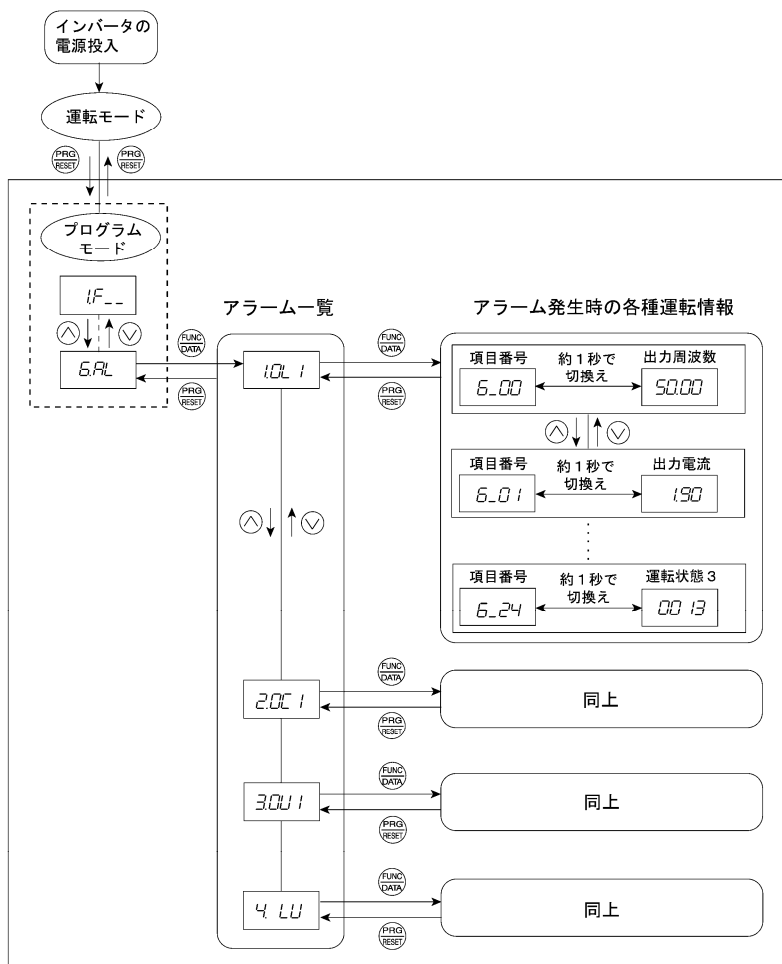 インバータの
電源投入
運転モード
PRG
RESET
PRG
RESET
プログラム
モード
1.F__
6.AL
FUNC
DATA
PRG
RESET
アラーム一覧
1.OL1
2.OC1
3.OU1
4. LU
FUNC
DATA
PRG
RESET
アラーム発生時の各種運転情報
項目番号
6_00
約1秒で
切換え
出力周波数
50.00
項目番号
6_01
約1秒で
切換え
出力電流
1.90
項目番号
6_24
約1秒で
切換え
運転状態3
0013
FUNC
DATA
PRG
RESET
同上
FUNC
DATA
PRG
RESET
同上
FUNC
DATA
PRG
RESET
同上